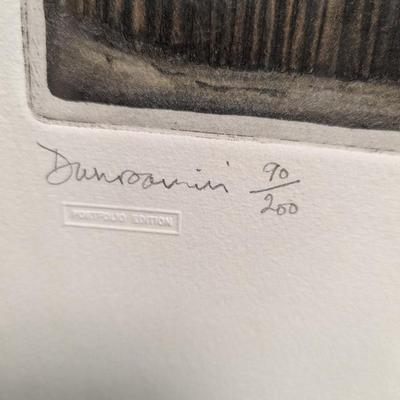 Dunroamin' 90/200
PORTFOLIO EDITION